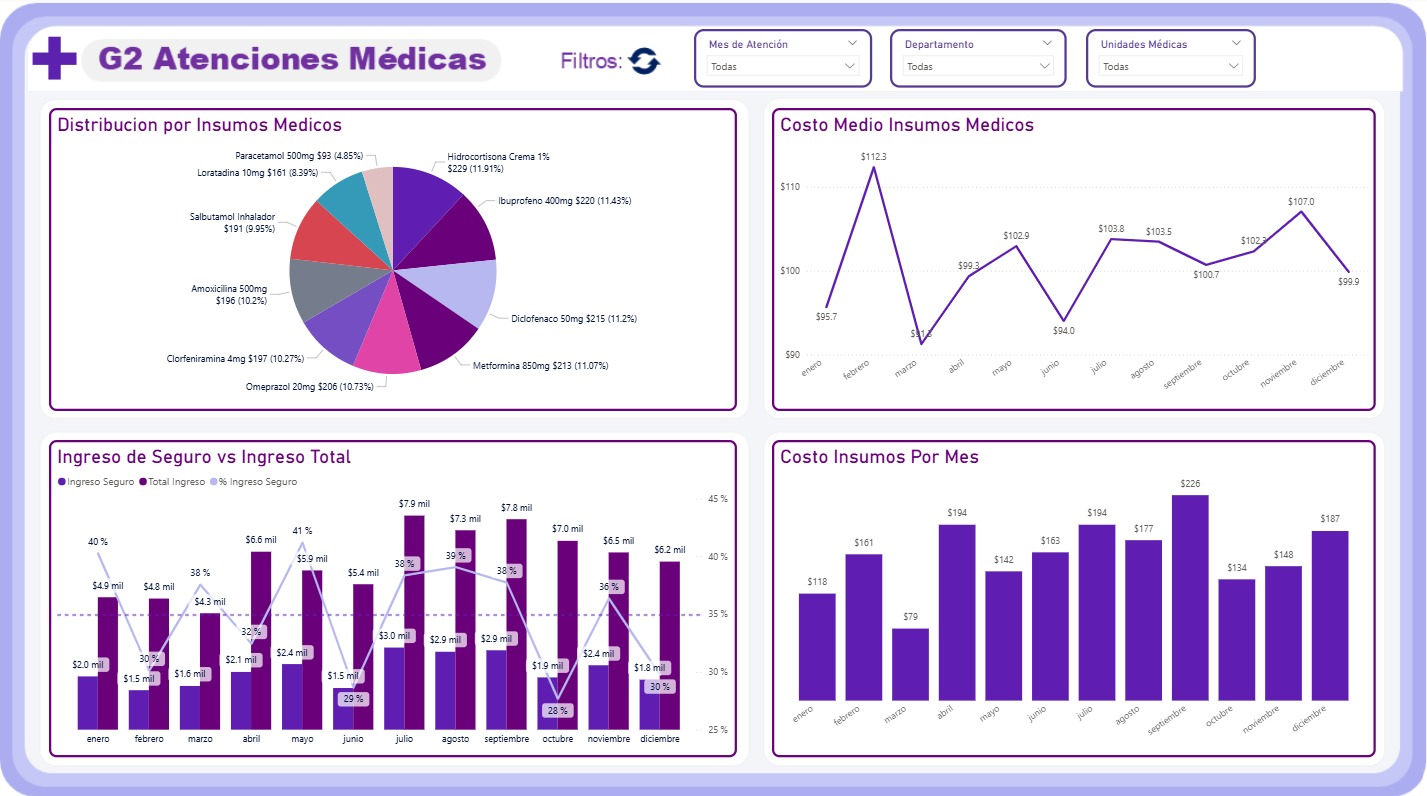 G2 Atenciones Médicas
Filtros:
Mes de Atención
Todas
Departamento
Todas
Unidades Médicas
Todas
Distribucion por Insumos Medicos
Paracetamol 500mg $93 (4.85%)
Hidrocortisona Crema 1%
$229 (11.91%)
Loratadina 10mg $161 (8.39%)
Ibuprofeno 400mg $220 (11.43%)
Salbutamol Inhalador
$191 (9.95%)
Amoxicilina 500mg
$196 (10.2%)
Diclofenaco 50mg $215 (11.2%)
Clorfeniramina 4mg $197 (10.27%)
Metformina 850mg $213 (11.07%)
Omeprazol 20mg $206 (10.73%)
Costo Medio Insumos Medicos
$110
$100
$90
$95.7
$112.3
$91.3
$99.3
$102.9
$94.0
$103.8
$103.5
$100.7
$107.0
$99.9
enero
febrero
marzo
abril
mayo
junio
julio
agosto
septiembre
octubre
noviembre
diciembre
Ingreso de Seguro vs Ingreso Total
Ingreso Seguro
Total Ingreso
% Ingreso Seguro
45 %
40 %
35 %
30 %
25 %
40 %
30 %
38 %
32 %
41 %
29 %
38 %
39 %
38 %
28 %
36 %
30 %
$4.9 mil
$4.8 mil
$4.3 mil
$6.6 mil
$5.9 mil
$5.4 mil
$7.9 mil
$7.3 mil
$7.8 mil
$7.0 mil
$6.5 mil
$6.2 mil
$2.0 mil
$1.5 mil
$1.6 mil
$2.1 mil
$2.4 mil
$1.5 mil
$3.0 mil
$2.9 mil
$2.9 mil
$1.9 mil
$2.4 mil
$1.8 mil
enero
febrero
marzo
abril
mayo
junio
julio
agosto
septiembre
octubre
noviembre
diciembre
Costo Insumos Por Mes
$118
$161
$79
$194
$142
$163
$194
$177
$226
$134
$148
$187
enero
febrero
marzo
abril
mayo
junio
julio
agosto
septiembre
octubre
noviembre
diciembre